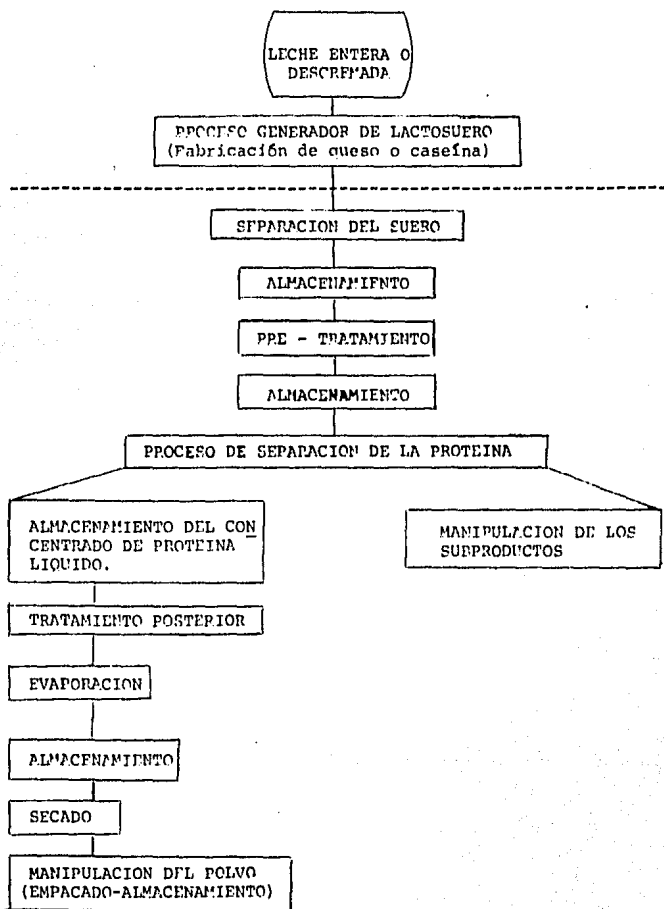 LECHE ENTERA O
DESCREMADA
PROCESO GENERADOR DE LACTOSUERO
(Fabricación de queso o caseína)
SEPARACION DEL SUERO
ALMACENAMIENTO
PRE - TRATAMIENTO
ALMACENAMIENTO
PROCESO DE SEPARACION DE LA PROTEINA
ALMACENAMIENTO DEL CON
CENTRADO DE PROTEINA
LIQUIDO.
MANIPULACION DE LOS
SUBPRODUCTOS
TRATAMIENTO POSTERIOR
EVAPORACION
ALMACENAMIENTO
SECADO
MANIPULACION DEL POLVO
(EMPACADO-ALMACENAMIENTO)